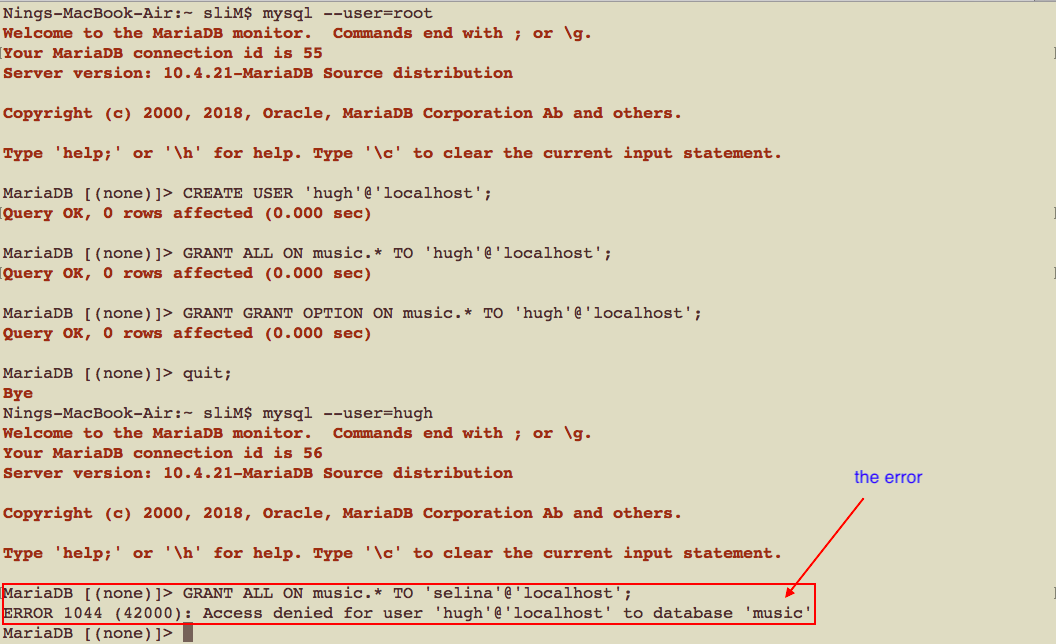 Nings-MacBook-Air:~ sliM$ mysql --user=root
Welcome to the MariaDB monitor.  Commands end with ; or \g.
Your MariaDB connection id is 55
Server version: 10.4.21-MariaDB Source distribution
Copyright (c) 2000, 2018, Oracle, MariaDB Corporation Ab and others.
Type 'help;' or '\h' for help. Type '\c' to clear the current input statement.
MariaDB [(none)]> CREATE USER 'hugh'@'localhost';
Query OK, 0 rows affected (0.000 sec)
MariaDB [(none)]> GRANT ALL ON music.* TO 'hugh'@'localhost';
Query OK, 0 rows affected (0.000 sec)
MariaDB [(none)]> GRANT GRANT OPTION ON music.* TO 'hugh'@'localhost';
Query OK, 0 rows affected (0.000 sec)
MariaDB [(none)]> quit;
Bye
Nings-MacBook-Air:~ sliM$ mysql --user=hugh
Welcome to the MariaDB monitor.  Commands end with ; or \g.
Your MariaDB connection id is 56
Server version: 10.4.21-MariaDB Source distribution
the error
Copyright (c) 2000, 2018, Oracle, MariaDB Corporation Ab and others.
Type 'help;' or '\h' for help. Type '\c' to clear the current input statement.
MariaDB [(none)]> GRANT ALL ON music.* TO 'selina'@'localhost';
ERROR 1044 (42000): Access denied for user 'hugh'@'localhost' to database 'music'
MariaDB [(none)]>